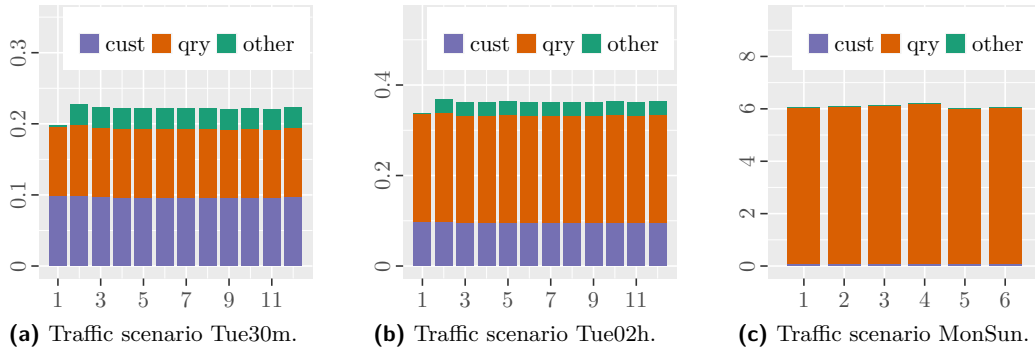 cust qry other
0.3
0.2
0.1
0
1 3 5 7 9 11
(a) Traffic scenario Tue30m.
cust qry other
0.4
0.2
0
1 3 5 7 9 11
(b) Traffic scenario Tue02h.
cust qry other
8
6
4
2
0
1 2 3 4 5 6
(c) Traffic scenario MonSun.